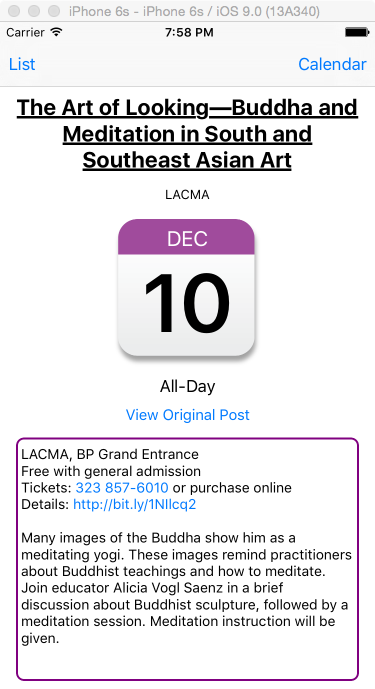 iPhone 6s - iPhone 6s / iOS 9.0 (13A340)
Carrier 7:58 PM
List Calendar
The Art of Looking—Buddha and
Meditation in South and
Southeast Asian Art
LACMA
DEC
10
All-Day
View Original Post
LACMA, BP Grand Entrance
Free with general admission
Tickets: 323 857-6010 or purchase online
Details: http://bit.ly/1NIlcq2
Many images of the Buddha show him as a
meditating yogi. These images remind practitioners
about Buddhist teachings and how to meditate.
Join educator Alicia Vogl Saenz in a brief
discussion about Buddhist sculpture, followed by a
meditation session. Meditation instruction will be
given.